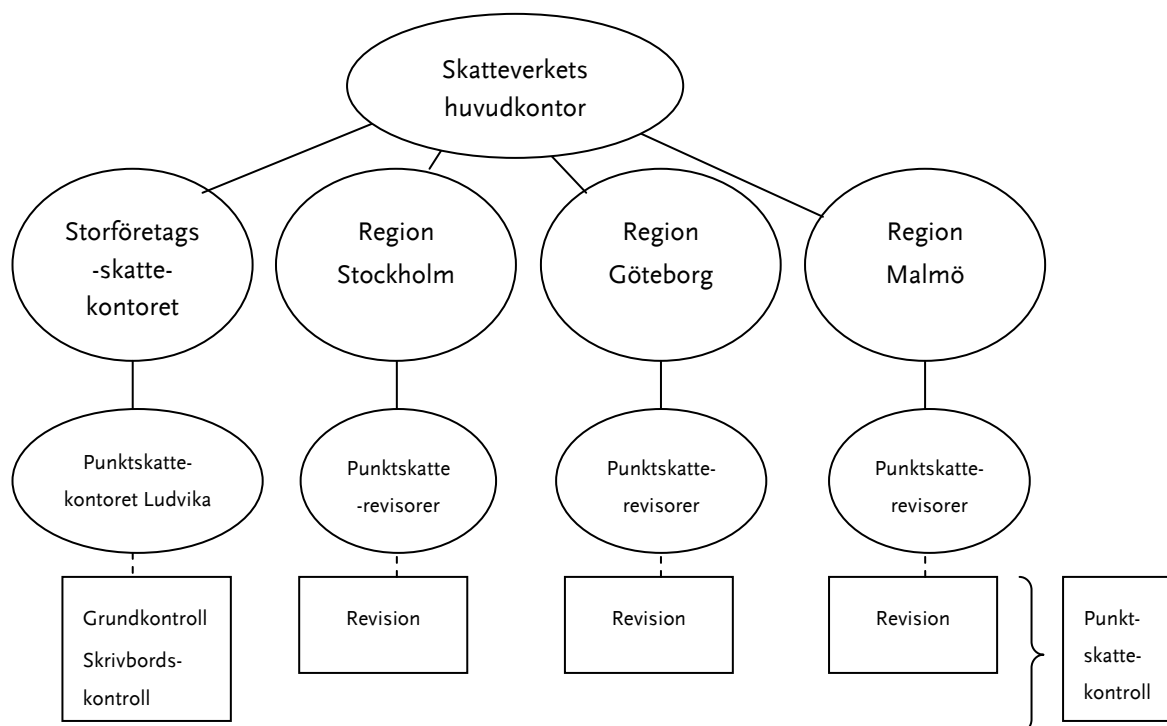 Skatteverkets
huvudkontor
Storföretags
-skatte-
kontoret
Region
Stockholm
Region
Göteborg
Region
Malmö
Punktskatte-
kontoret Ludvika
Punktskatte
-revisorer
Punktskatte-
revisorer
Punktskatte-
revisorer
Grundkontroll
Skrivbords-
kontroll
Revision
Revision
Revision
Punkt-
skatte-
kontroll